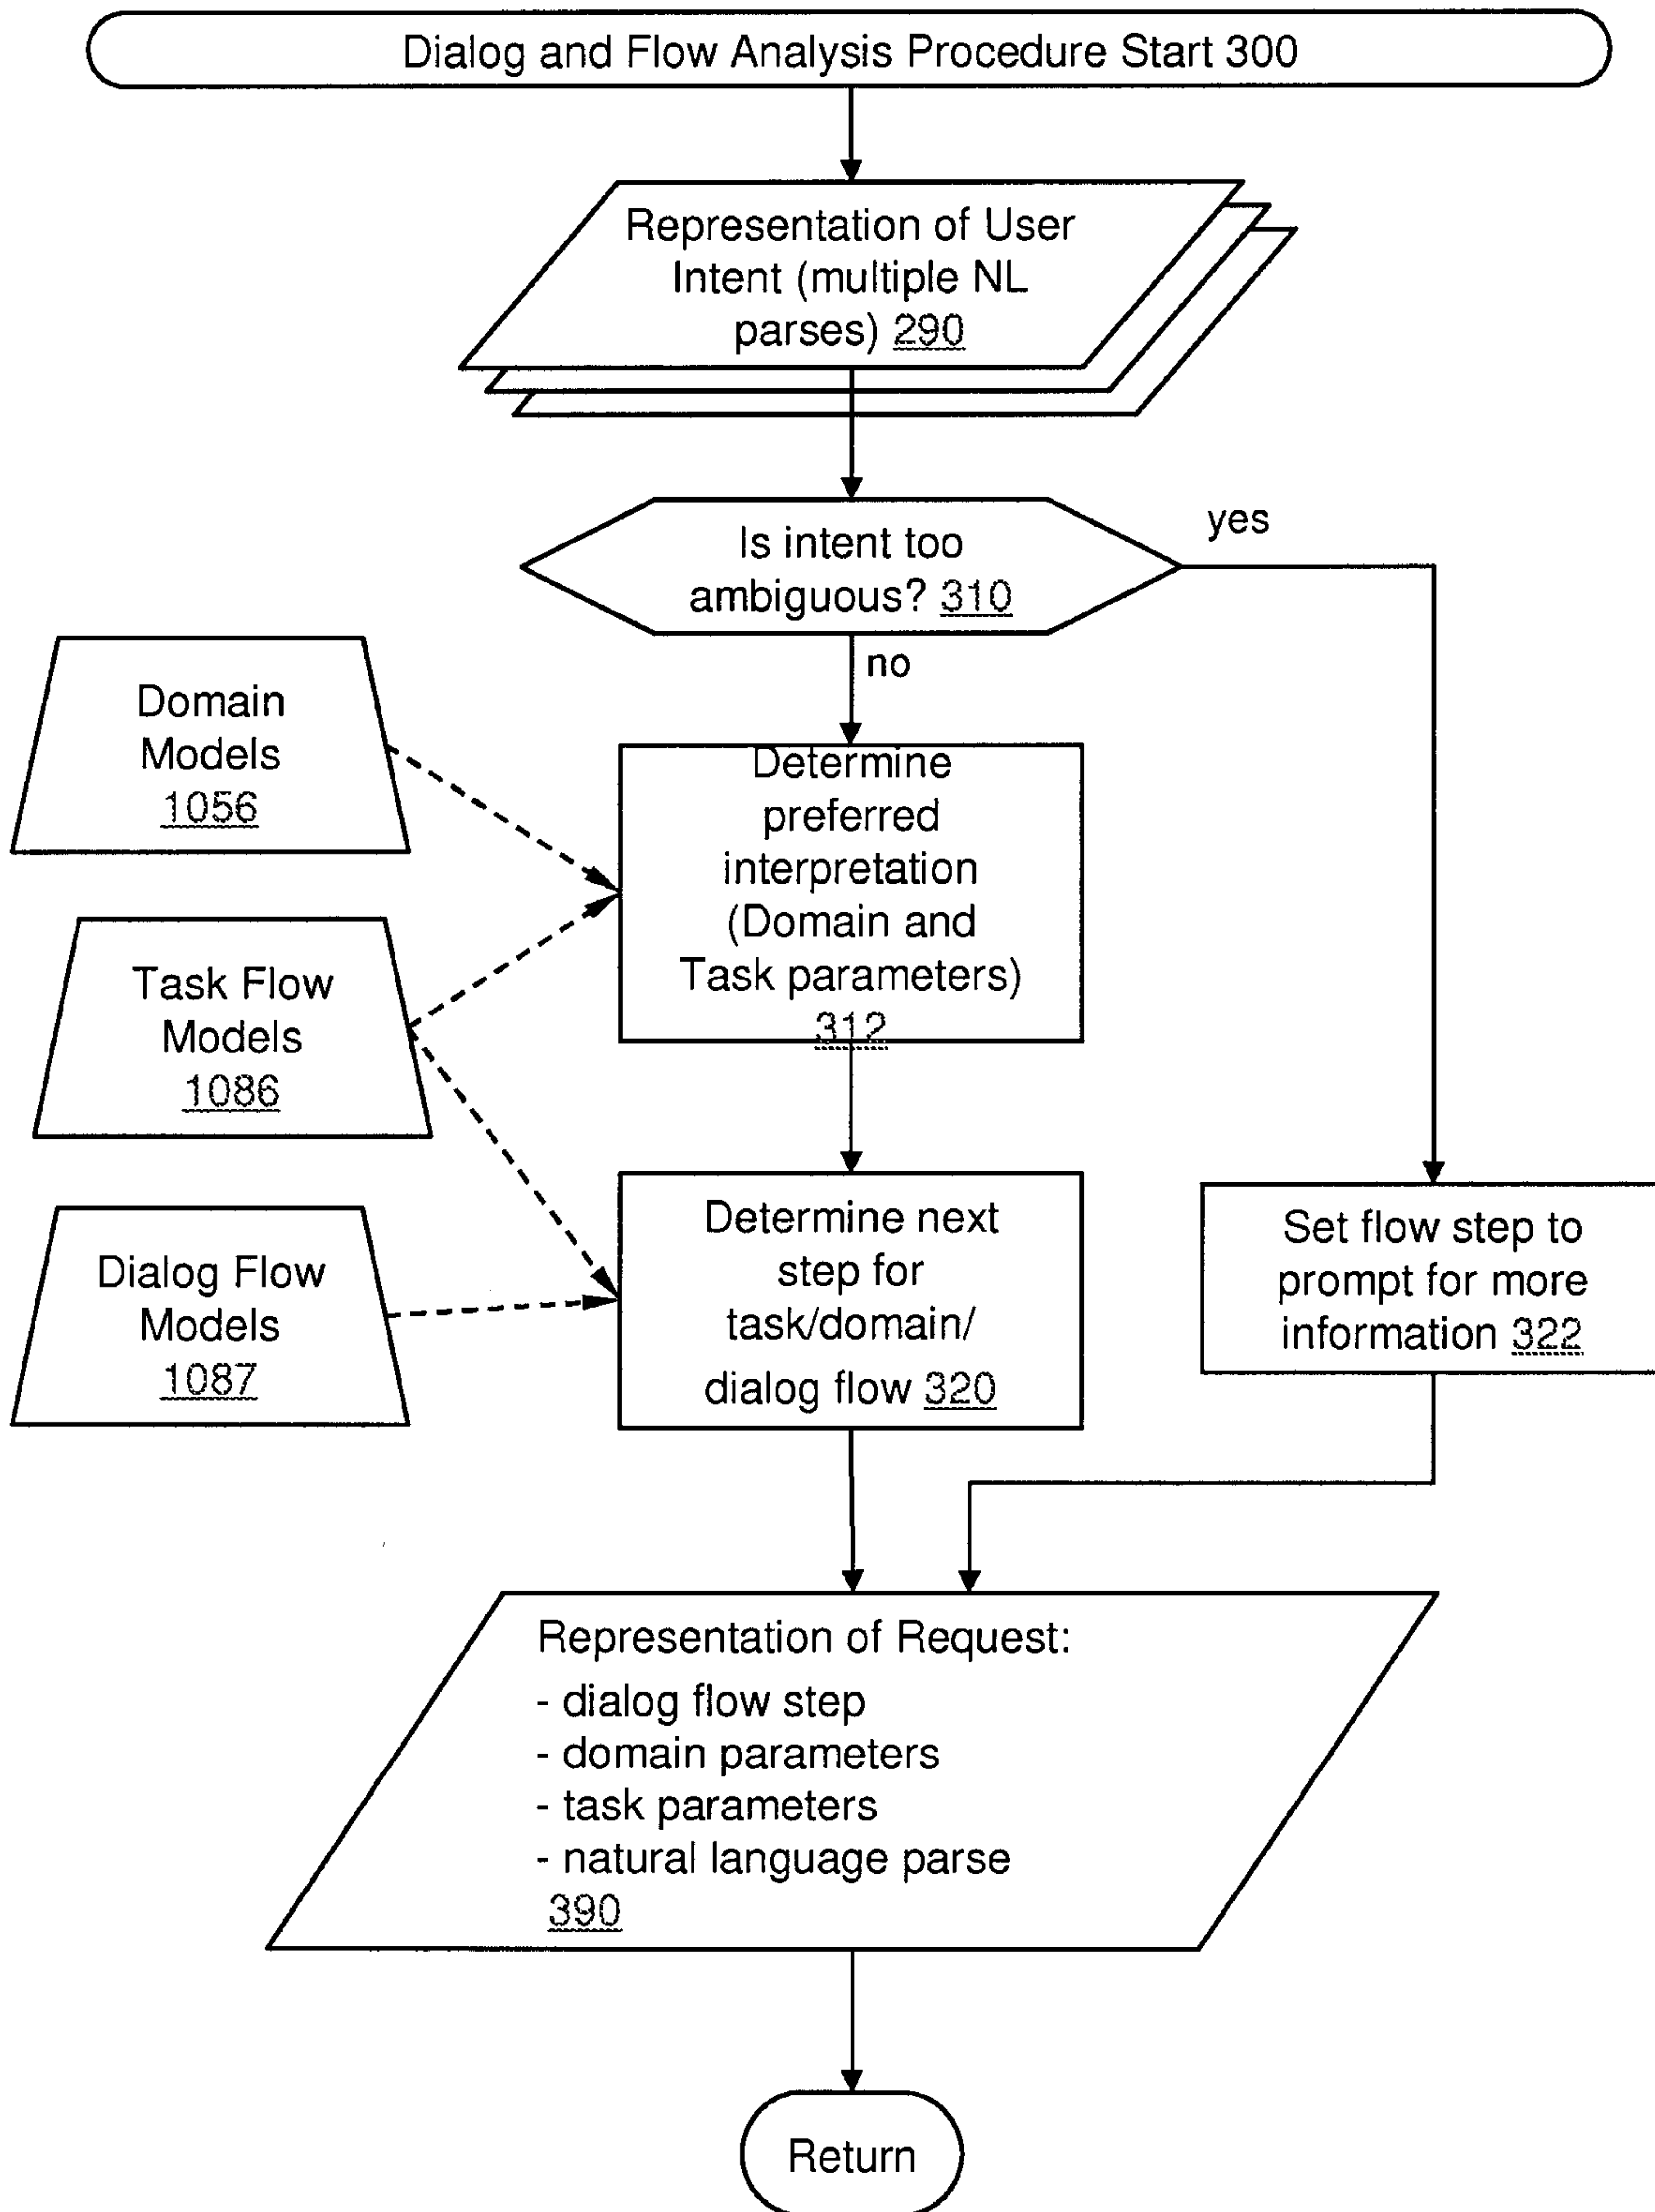 Dialog and Flow Analysis Procedure Start 300
Representation of User
Intent (multiple NL
parses) 290
Is intent too
ambiguous? 310
yes
no
Domain
Models
1056
Determine
preferred
interpretation
(Domain and
Task parameters)
312
Task Flow
Models
1086
Determine next
step for
task/domain/
dialog flow 320
Set flow step to
prompt for more
information 322
Dialog Flow
Models
1087
Representation of Request:
- dialog flow step
- domain parameters
- task parameters
- natural language parse
390
Return